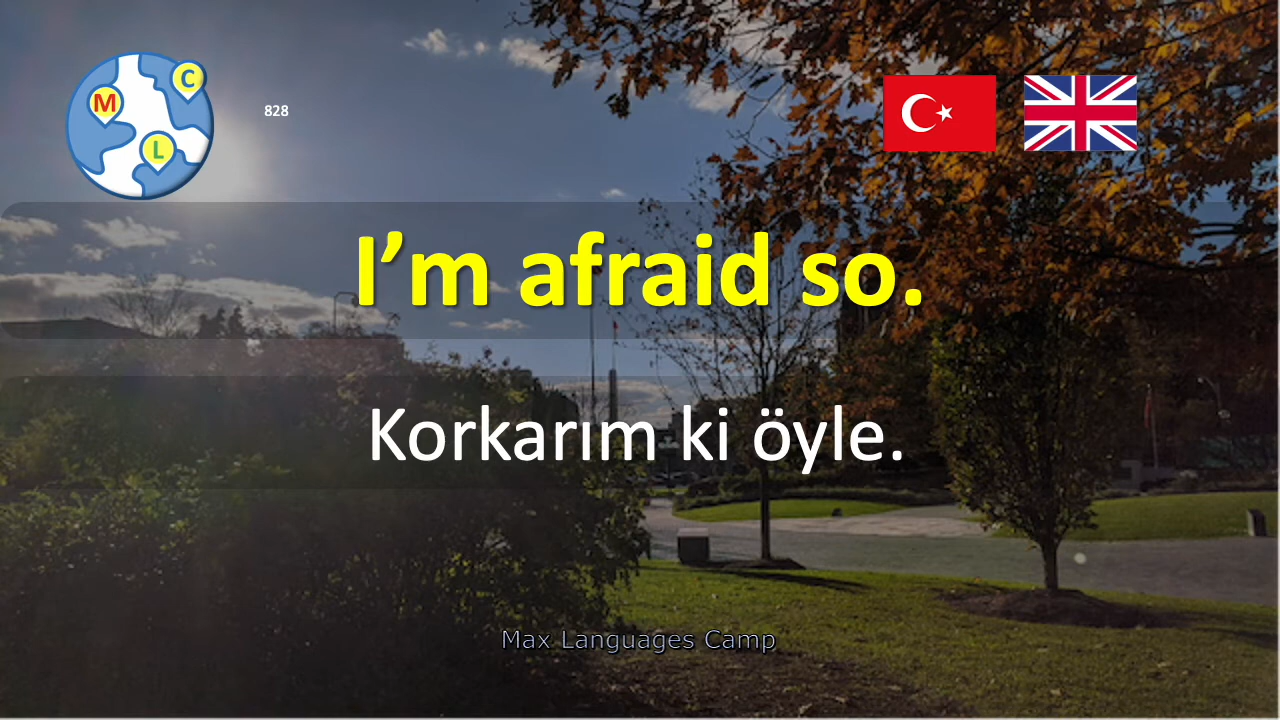 M
C
L
828
I’m afraid so.
Korkarım ki öyle.
Max Languages Camp